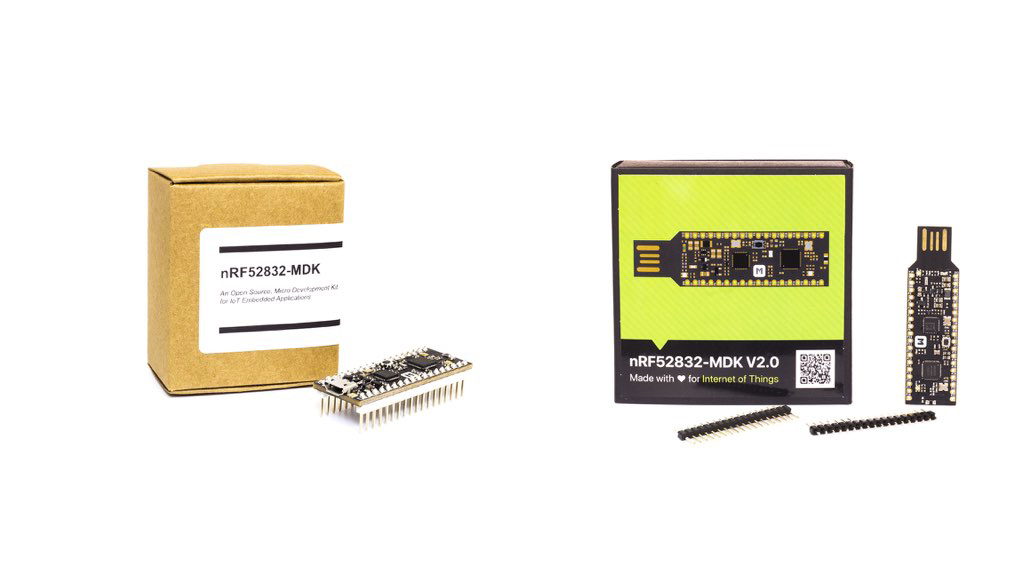 nRF52832-MDK
An Open Source, Micro Development Kit
for IoT Embedded Applications
M
nRF52832-MDK V2.0
Made with ♥ for Internet of Things
M